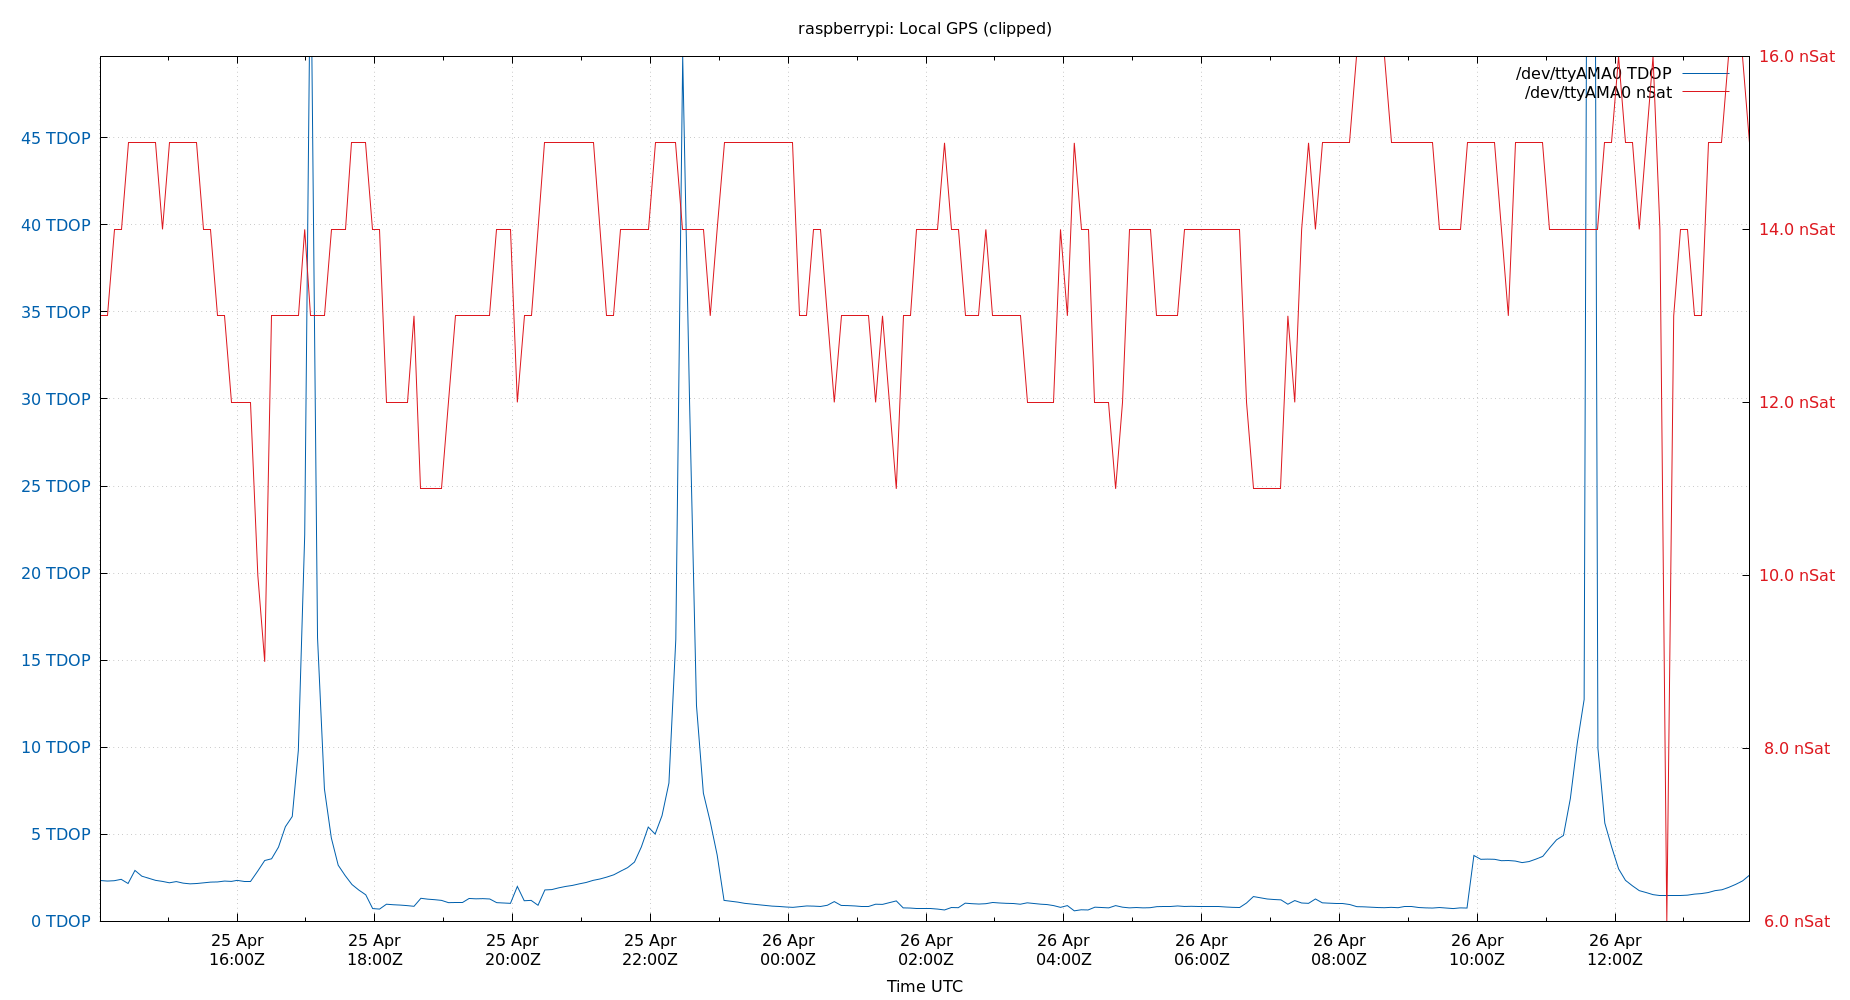 raspberrypi: Local GPS (clipped)
16.0 nSat
/dev/ttyAMA0 TDOP
/dev/ttyAMA0 nSat
45 TDOP
40 TDOP
14.0 nSat
35 TDOP
30 TDOP
12.0 nSat
25 TDOP
20 TDOP
10.0 nSat
15 TDOP
10 TDOP
8.0 nSat
5 TDOP
0 TDOP
6.0 nSat
25 Apr
16:00Z
25 Apr
18:00Z
25 Apr
20:00Z
25 Apr
22:00Z
26 Apr
00:00Z
26 Apr
02:00Z
26 Apr
04:00Z
26 Apr
06:00Z
26 Apr
08:00Z
26 Apr
10:00Z
26 Apr
12:00Z
Time UTC